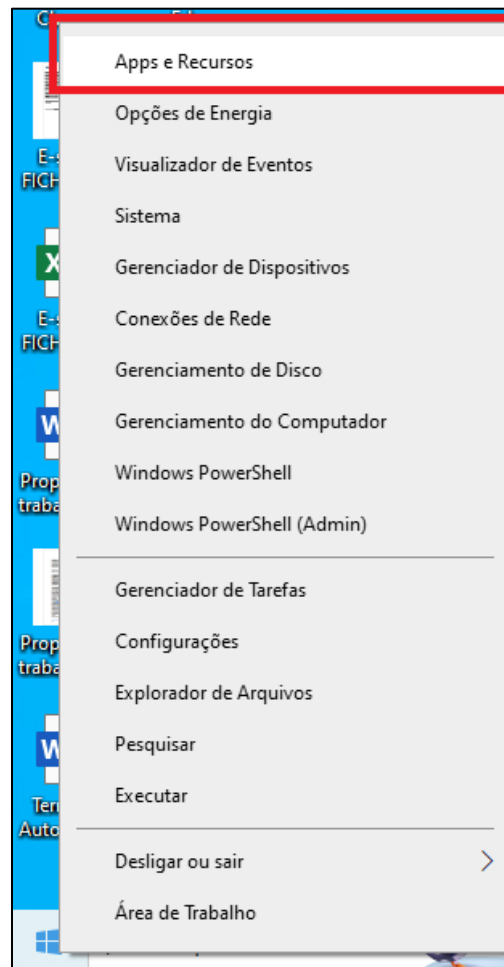 Apps e Recursos
Opções de Energia
Visualizador de Eventos
Sistema
Gerenciador de Dispositivos
Conexões de Rede
Gerenciamento de Disco
Gerenciamento do Computador
Windows PowerShell
Windows PowerShell (Admin)
Gerenciador de Tarefas
Configurações
Explorador de Arquivos
Pesquisar
Executar
Desligar ou sair
Área de Trabalho